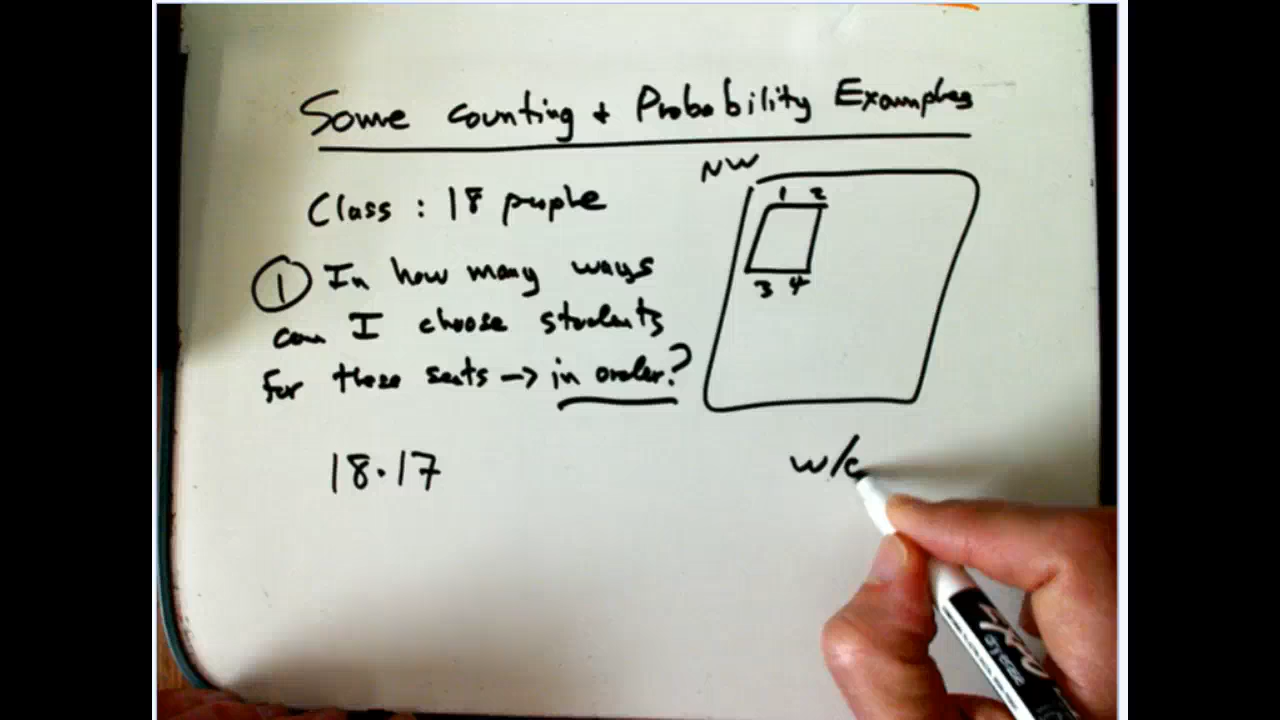 Some Counting + Probability Examples
Class : 18 people
NW
1 2
3 4
① In how many ways
can I choose students
for these seats → in order?
18·17
w/o
EXPO